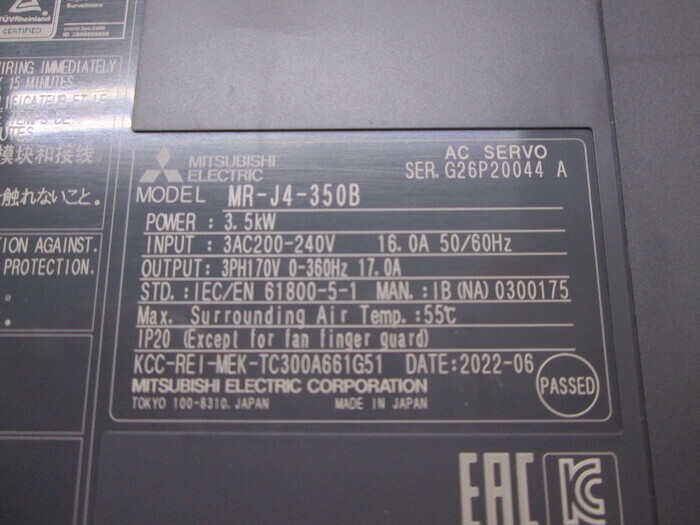 TÜVRheinland
CERTIFIED
Surveillance
WIRING IMMEDIATELY
15 MINUTES.
MINUTES
模块和接线
触れないこと。
ION AGAINST.
PROTECTION.
MITSUBISHI
ELECTRIC
AC SERVO
SER. G26P20044 A
MODEL MR-J4-350B
POWER : 3.5kW
INPUT : 3AC200-240V 16.0A 50/60Hz
OUTPUT: 3PH170V 0-360Hz 17.0A
STD. :IEC/EN 61800-5-1 MAN. :IB(NA)0300175
Max. Surrounding Air Temp. :55℃
IP20 (Except for fan finger guard)
KCC-REI-MEK-TC300A661G51 DATE:2022-06
MITSUBISHI ELECTRIC CORPORATION
TOKYO 100-8310, JAPAN MADE IN JAPAN
PASSED
EAC